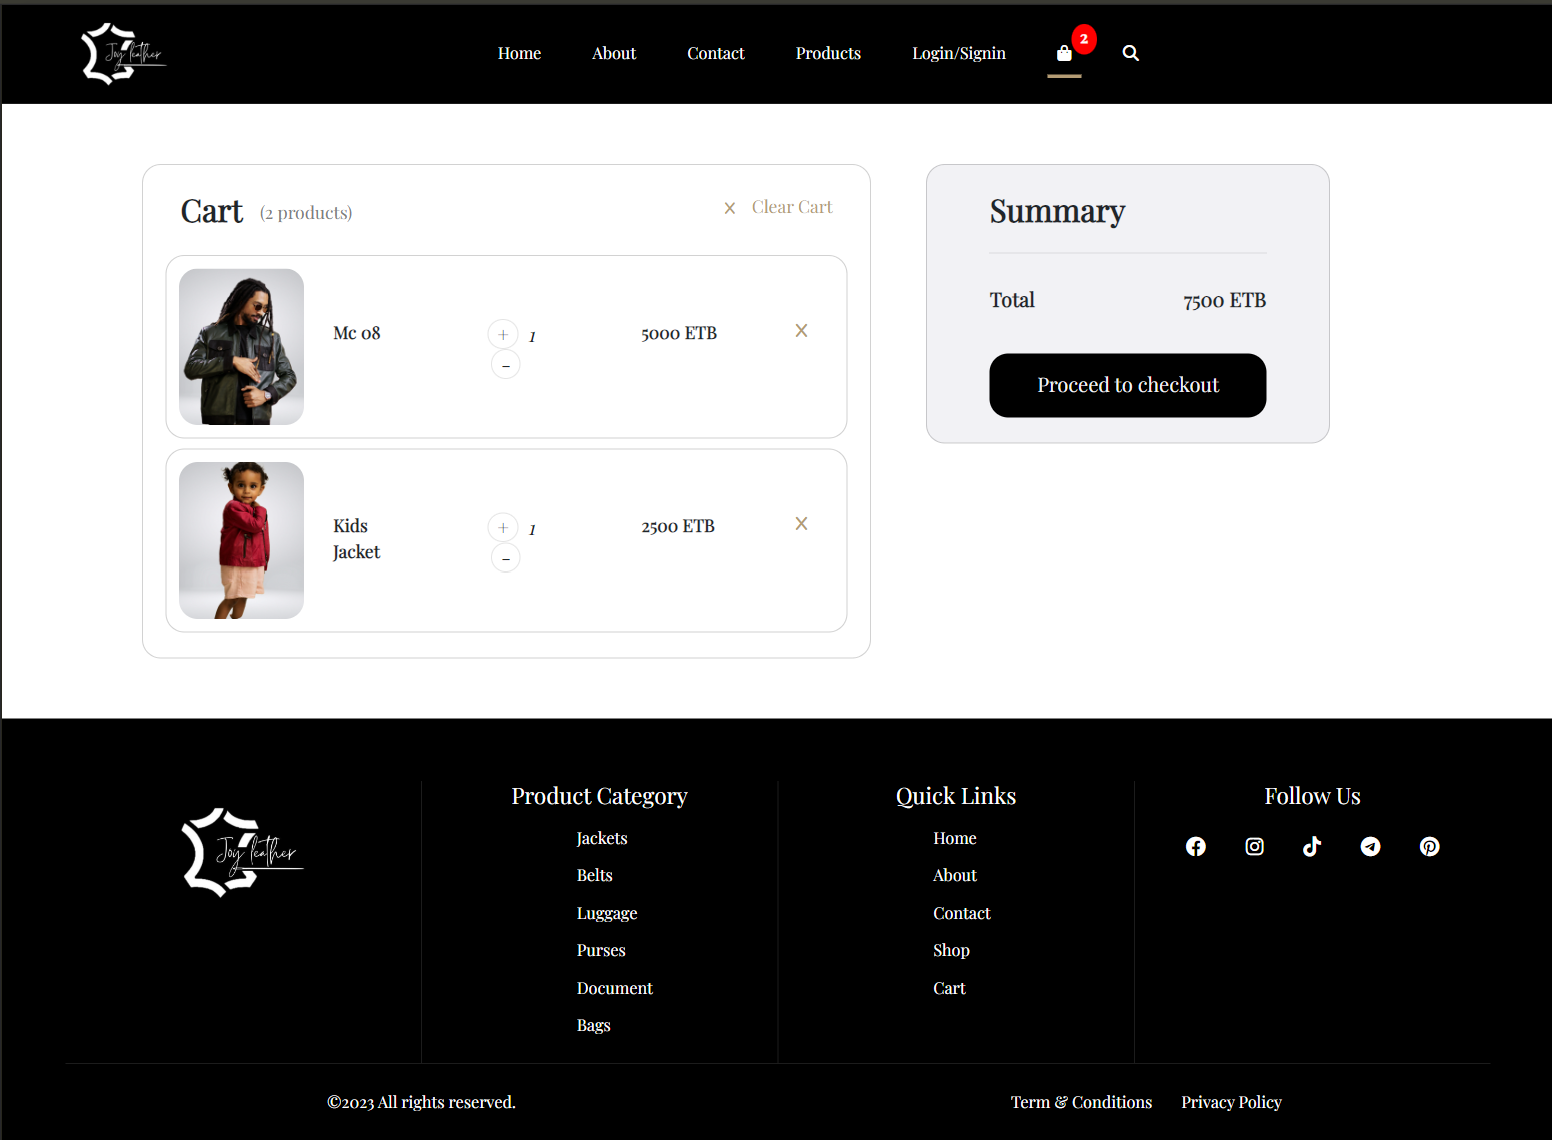 Joy leather
Home About Contact Products Login/Signin 2
Cart (2 products) x Clear Cart
Mc 08 + 1 5000 ETB x
-
Kids + 1 2500 ETB x
Jacket -
Summary
Total 7500 ETB
Proceed to checkout
Joy leather
Product Category
Jackets
Belts
Luggage
Purses
Document
Bags
Quick Links
Home
About
Contact
Shop
Cart
Follow Us
©2023 All rights reserved.
Term & Conditions Privacy Policy